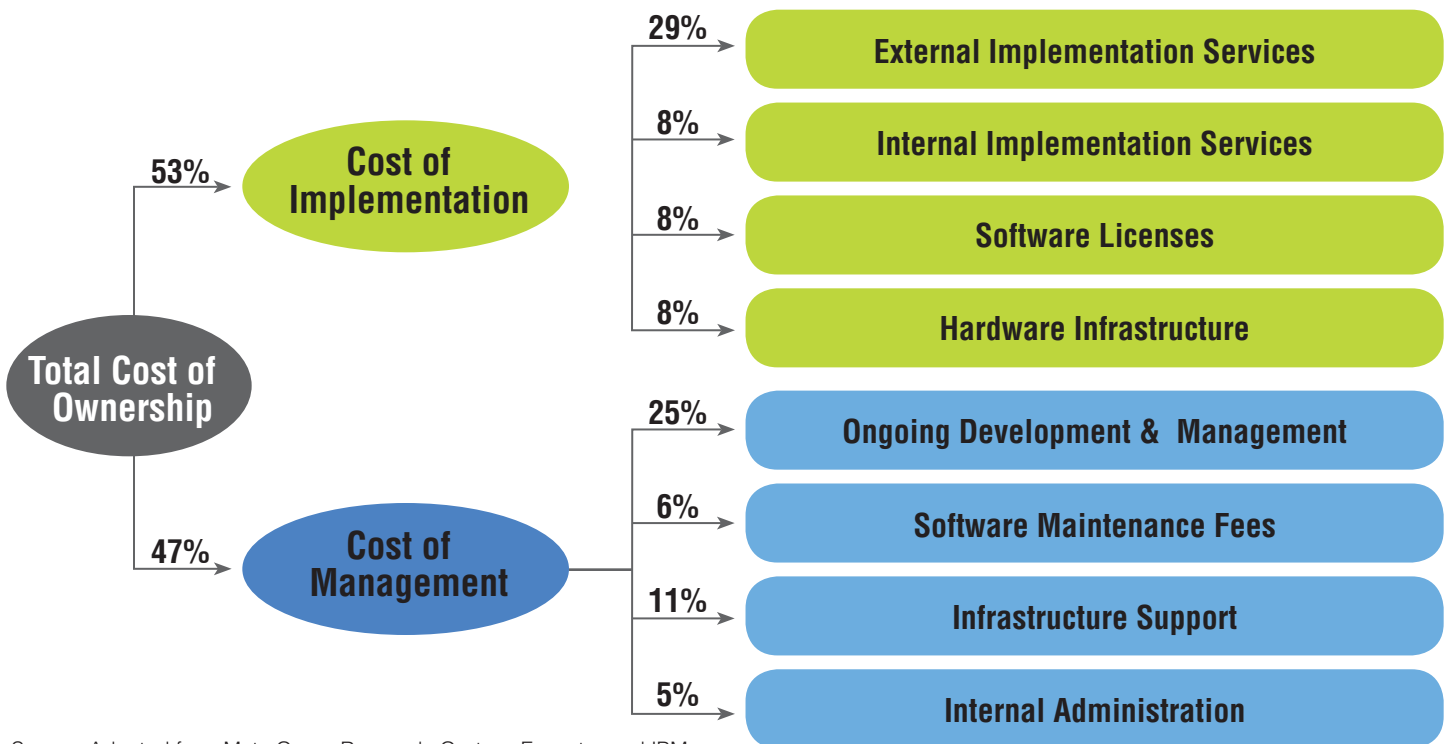 29%
External Implementation Services
8%
Internal Implementation Services
53%
Cost of
Implementation
8%
Software Licenses
8%
Hardware Infrastructure
Total Cost of
Ownership
25%
Ongoing Development & Management
6%
Software Maintenance Fees
47%
Cost of
Management
11%
Infrastructure Support
5%
Internal Administration